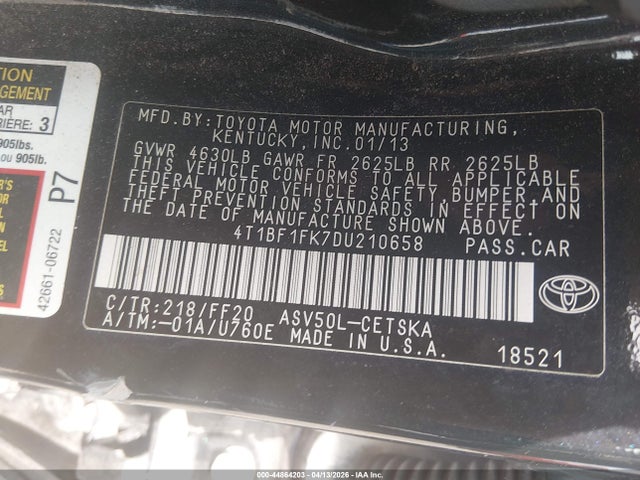 TION
AGEMENT
AR
RIÈRE: 3
905lbs.
ou 905lb.
P7
42661-06722
MFD.BY:TOYOTA MOTOR MANUFACTURING,
KENTUCKY,INC.01/13
GVWR 4630LB GAWR FR 2625LB RR 2625LB
THIS VEHICLE CONFORMS TO ALL APPLICABLE
FEDERAL MOTOR VEHICLE SAFETY,BUMPER,AND
THEFT PREVENTION STANDARDS IN EFFECT ON
THE DATE OF MANUFACTURE SHOWN ABOVE.
4T1BF1FK7DU210658 PASS.CAR
C/TR:218/FF20 ASV50L-CETSKA
A/TM:-01A/U760E MADE IN U.S.A. 18521
000-44864203 - 04/13/2026 - IAA Inc.